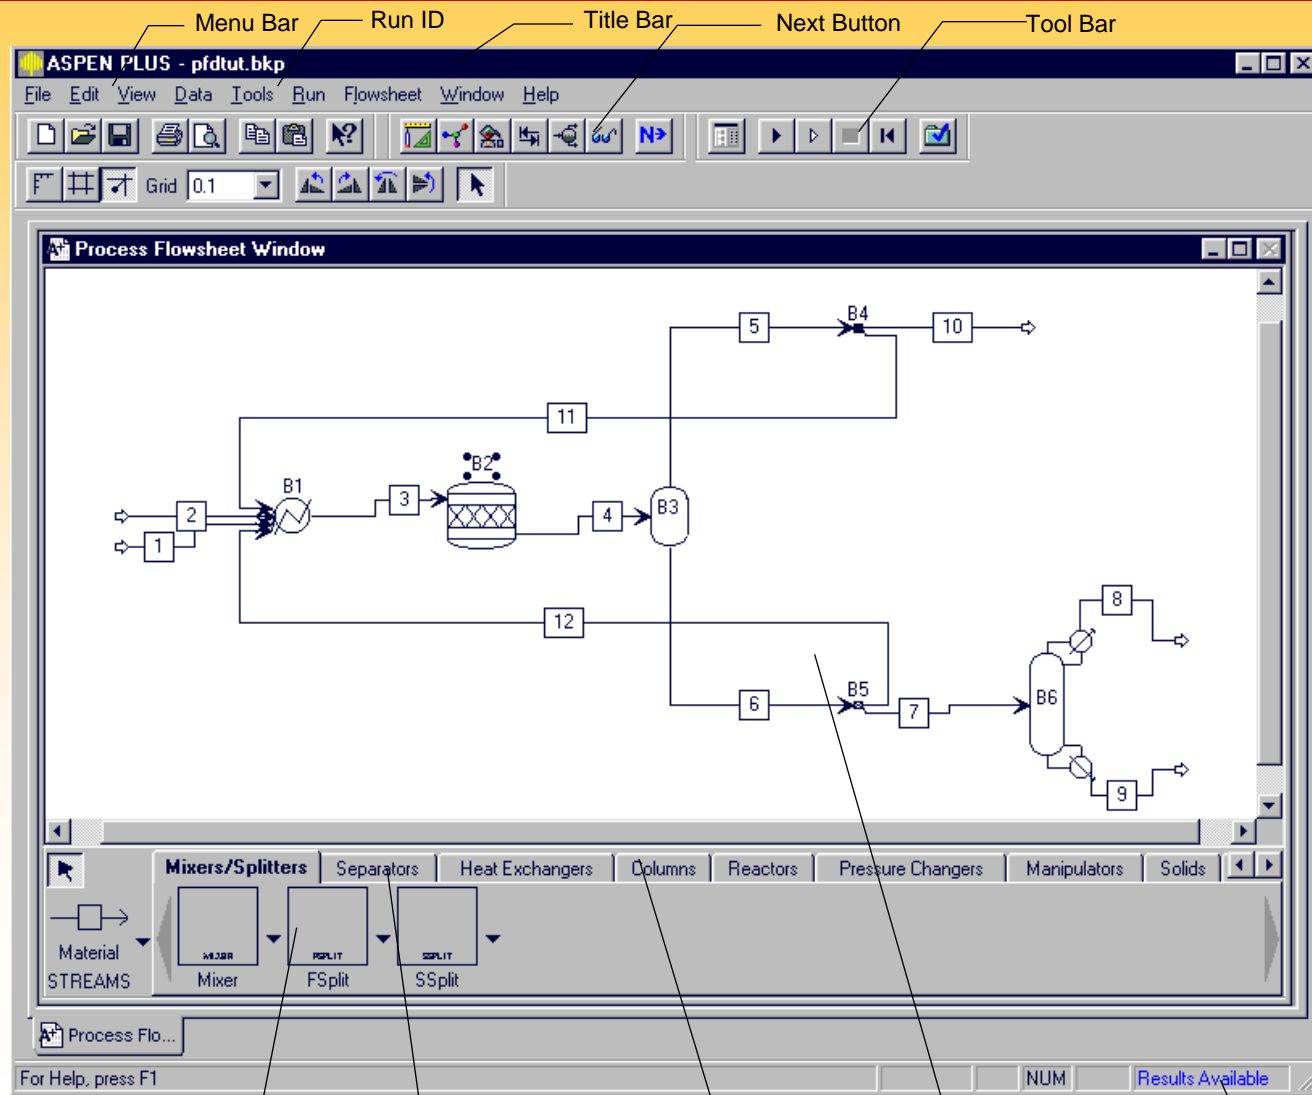 Menu Bar Run ID Title Bar Next Button Tool Bar
ASPEN PLUS - pfdtut.bkp
File Edit View Data Tools Run Flowsheet Window Help
N
Grid 0.1
Process Flowsheet Window
5 B4 10
11
B2
B1 3
2 4 B3
1
12
8
B5 B6
6 7
9
Mixers/Splitters Separators Heat Exchangers Columns Reactors Pressure Changers Manipulators Solids
MIXER FSPLIT SSPLIT
Material
STREAMS Mixer FSplit SSplit
A+ Process Flo...
For Help, press F1 NUM Results Available